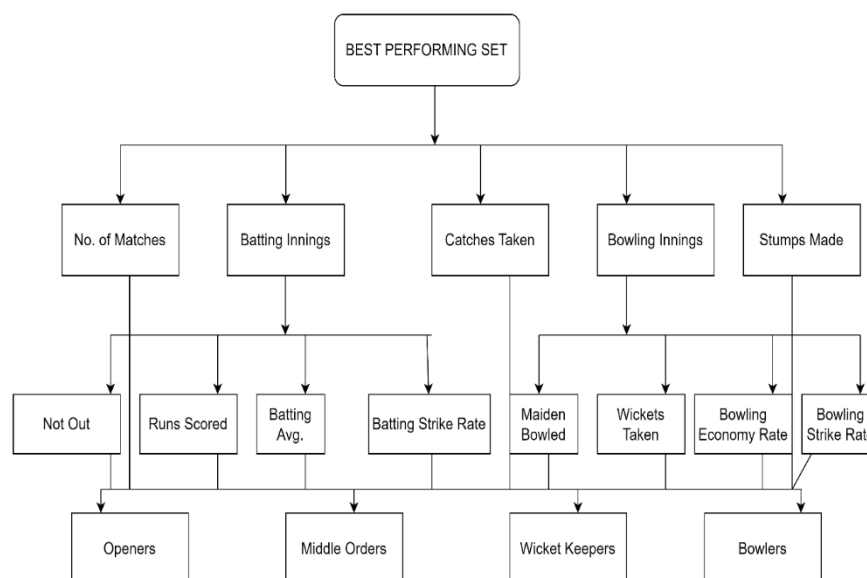 BEST PERFORMING SET
No. of Matches
Batting Innings
Catches Taken
Bowling Innings
Stumps Made
Not Out
Runs Scored
Batting
Avg.
Batting Strike Rate
Maiden
Bowled
Wickets
Taken
Bowling
Economy Rate
Bowling
Strike Rate
Openers
Middle Orders
Wicket Keepers
Bowlers